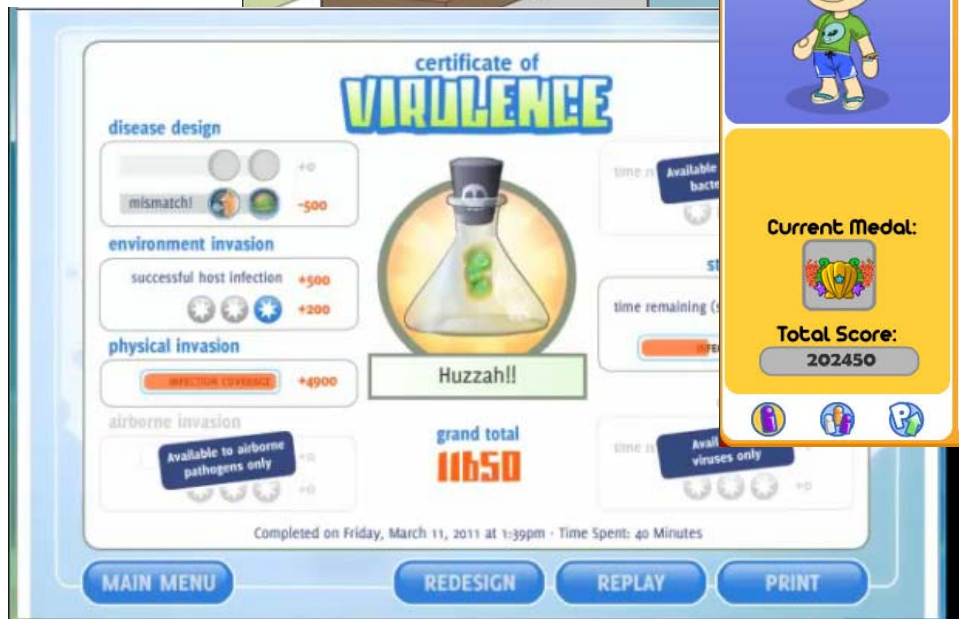 certificate of
VIRULENCE
disease design
+0
mismatch!
-500
environment invasion
successful host infection +500
+200
physical invasion
INFECTION COVERAGE +4900
airborne invasion
Available to airborne
pathogens only
+0
+0
Huzzah!!
grand total
11650
Available
time remaining
Avail
viruses only
+0
Completed on Friday, March 11, 2011 at 1:39pm · Time Spent: 40 Minutes
MAIN MENU
REDESIGN
REPLAY
PRINT
Current Medal:
Total Score:
202450